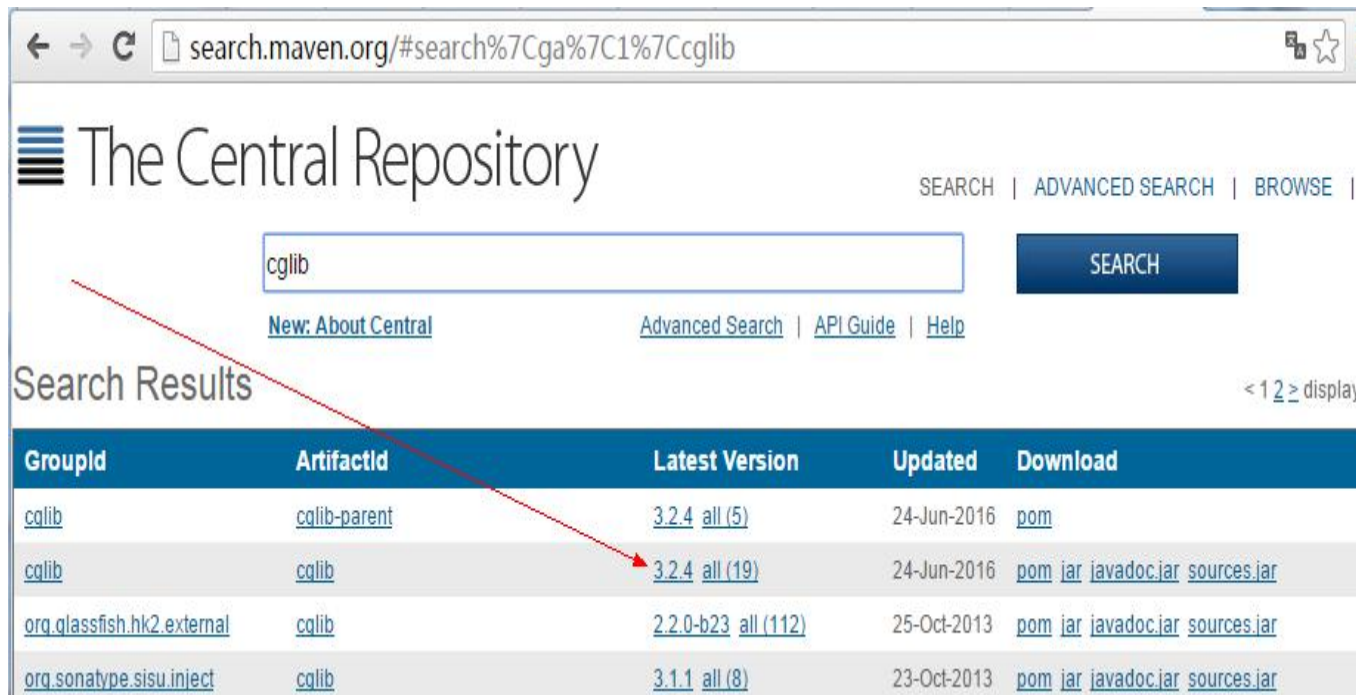 search.maven.org/#search%7Cga%7C1%7Ccglib
The Central Repository
SEARCH | ADVANCED SEARCH | BROWSE |
cglib
SEARCH
New: About Central Advanced Search | API Guide | Help
Search Results
< 1 2 > display
GroupId ArtifactId Latest Version Updated Download
cglib cglib-parent 3.2.4 all (5) 24-Jun-2016 pom
cglib cglib 3.2.4 all (19) 24-Jun-2016 pom jar javadoc.jar sources.jar
org.glassfish.hk2.external cglib 2.2.0-b23 all (112) 25-Oct-2013 pom jar javadoc.jar sources.jar
org.sonatype.sisu.inject cglib 3.1.1 all (8) 23-Oct-2013 pom jar javadoc.jar sources.jar